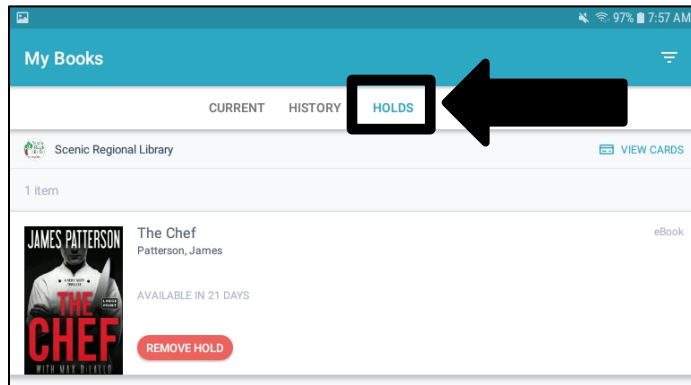 97% 7:57 AM
My Books
CURRENT HISTORY HOLDS
Scenic Regional Library VIEW CARDS
1 item
The Chef eBook
Patterson, James
AVAILABLE IN 21 DAYS
REMOVE HOLD
JAMES PATTERSON
THE
CHEF
WITH MAX DILALLO